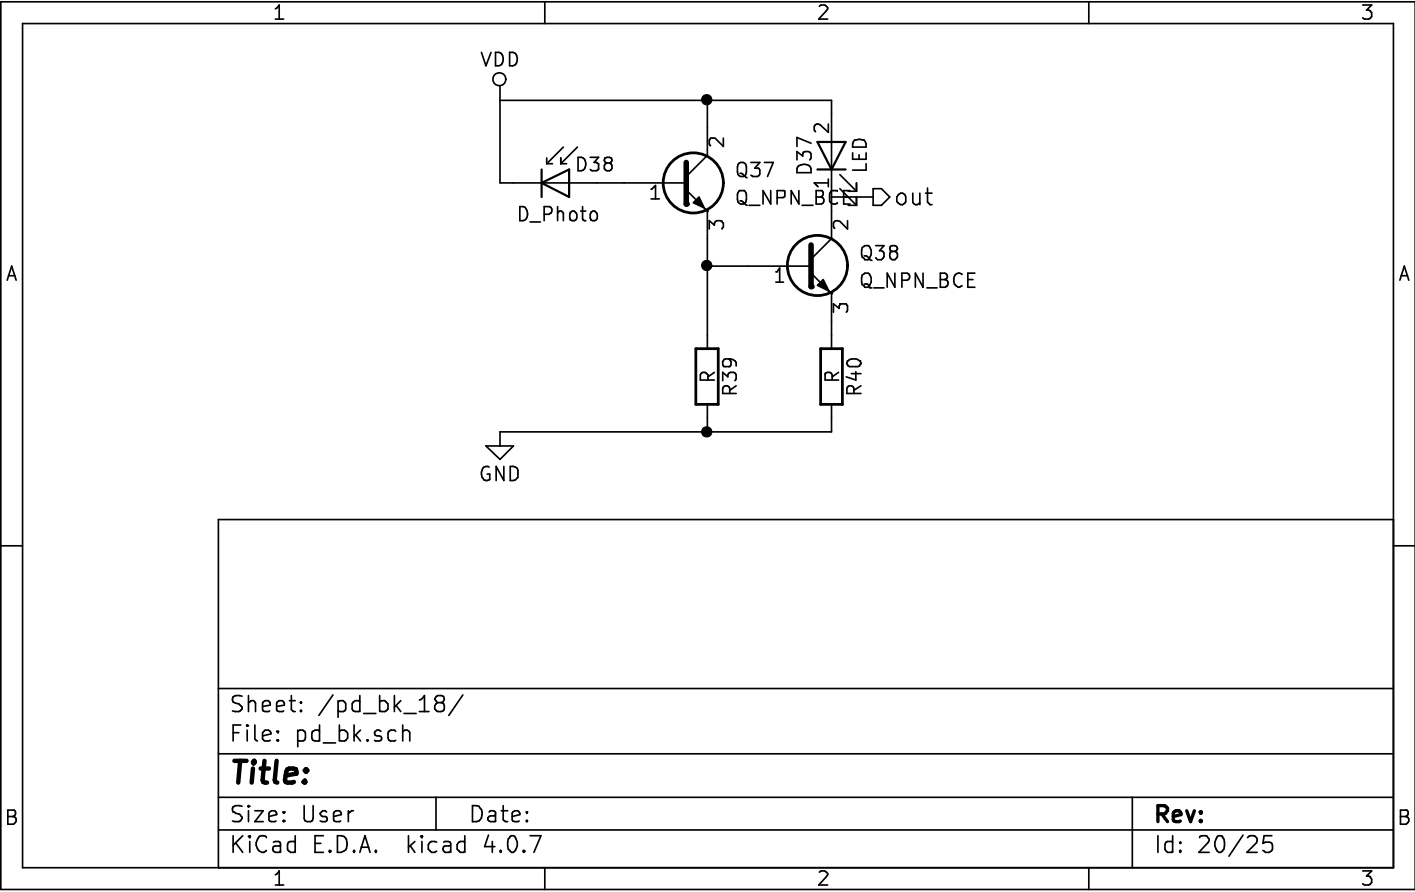 1 2 3
VDD
2
2
D37
LED
D38
Q37
1
1
Q_NPN_BCE
out
D_Photo
3
2
Q38
A
A
1
Q_NPN_BCE
3
R
R39
R
R40
GND
Sheet: /pd_bk_18/
File: pd_bk.sch
Title:
Size: User
Date:
Rev:
B
B
KiCad E.D.A. kicad 4.0.7
Id: 20/25
1 2 3